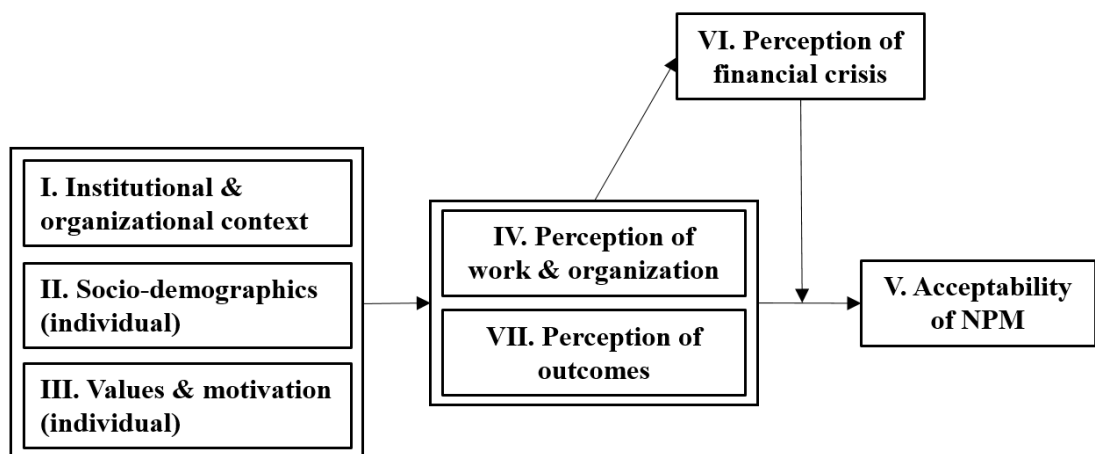 VI. Perception of
financial crisis
I. Institutional &
organizational context
II. Socio-demographics
(individual)
III. Values & motivation
(individual)
IV. Perception of
work & organization
VII. Perception of
outcomes
V. Acceptability
of NPM